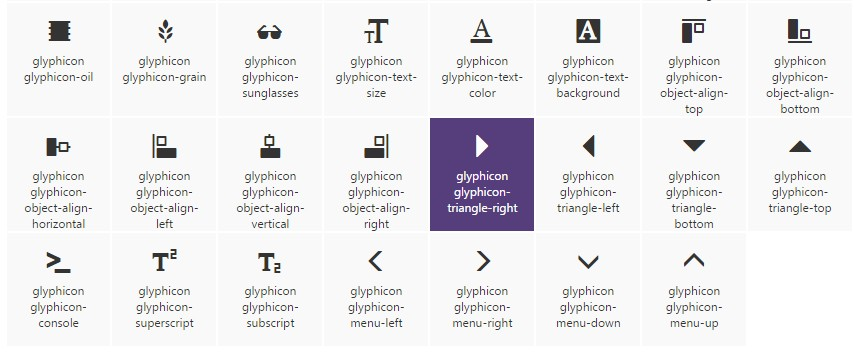 glyphicon
glyphicon-oil
glyphicon
glyphicon-grain
glyphicon
glyphicon-
sunglasses
glyphicon
glyphicon-text-
size
glyphicon
glyphicon-text-
color
glyphicon
glyphicon-text-
background
glyphicon
glyphicon-
object-align-
top
glyphicon
glyphicon-
object-align-
bottom
glyphicon
glyphicon-
object-align-
horizontal
glyphicon
glyphicon-
object-align-
left
glyphicon
glyphicon-
object-align-
vertical
glyphicon
glyphicon-
object-align-
right
glyphicon
glyphicon-
triangle-right
glyphicon
glyphicon-
triangle-left
glyphicon
glyphicon-
triangle-
bottom
glyphicon
glyphicon-
triangle-top
glyphicon
glyphicon-
console
glyphicon
glyphicon-
superscript
glyphicon
glyphicon-
subscript
glyphicon
glyphicon-
menu-left
glyphicon
glyphicon-
menu-right
glyphicon
glyphicon-
menu-down
glyphicon
glyphicon-
menu-up